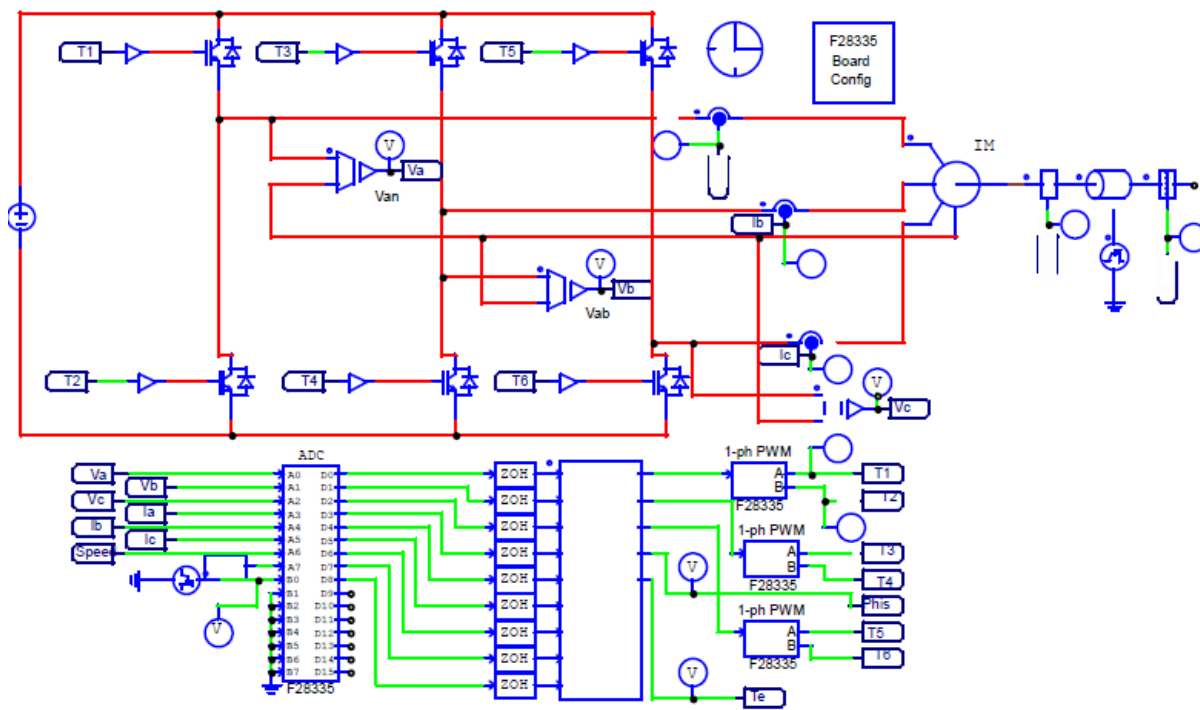 T1
T3
T5
F28335
Board
Config
V
Va
Van
IM
Ib
V
Vb
Vab
Ic
T2
T4
T6
V
Vc
ADC
1-ph PWM
Va
A0 D0
ZOH
A
B
T1
Vb
A1 D1
ZOH
T2
Vc
A2 D2
ZOH
F28335
Ia
A3 D3
ZOH
1-ph PWM
Ib
A4 D4
ZOH
A
B
T3
Ic
A5 D5
ZOH
T4
Speed
A6 D6
ZOH
F28335
A7 D7
ZOH
V
Phis
B0 D8
ZOH
1-ph PWM
B1 D9
B2 D10
B3 D11
B4 D12
B5 D13
B6 D14
B7 D15
V
A
B
T5
T6
F28335
F28335
V
Te